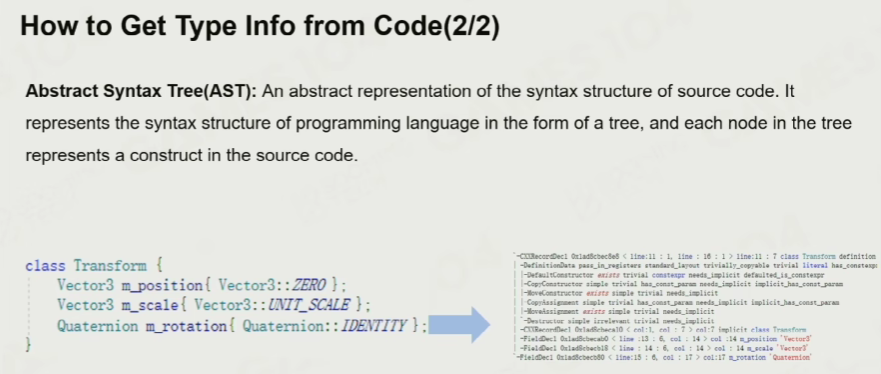 How to Get Type Info from Code(2/2)
Abstract Syntax Tree(AST): An abstract representation of the syntax structure of source code. It
represents the syntax structure of programming language in the form of a tree, and each node in the tree
represents a construct in the source code.
class Transform {
Vector3 m_position{ Vector3::ZERO };
Vector3 m_scale{ Vector3::UNIT_SCALE };
Quaternion m_rotation{ Quaternion::IDENTITY };
}
`-CXXRecordDecl < line:11 : 1, line : 16 : 1 > line:11 : 7 class Transform definition
|-DefinitionData pass_in_registers standard_layout trivially_copyable trivial literal has_constexp
|-DefaultConstructor exists trivial constexpr needs_implicit defaulted_is_constexpr
|-CopyConstructor simple trivial has_const_param needs_implicit implicit_has_const_param
|-MoveConstructor exists simple trivial needs_implicit
|-CopyAssignment simple trivial has_const_param needs_implicit implicit_has_const_param
|-MoveAssignment exists simple trivial needs_implicit
`-Destructor simple irrelevant trivial needs_implicit
|-CXXRecordDecl < col:1, col : 7 > col:7 implicit class Transform
|-FieldDecl < line :13 : 6, col : 14 > col :14 m_position 'Vector3'
|-FieldDecl < line : 14 : 6, col : 14 > col : 14 m_scale 'Vector3'
`-FieldDecl < line:15 : 6, col : 17 > col:17 m_rotation 'Quaternion'